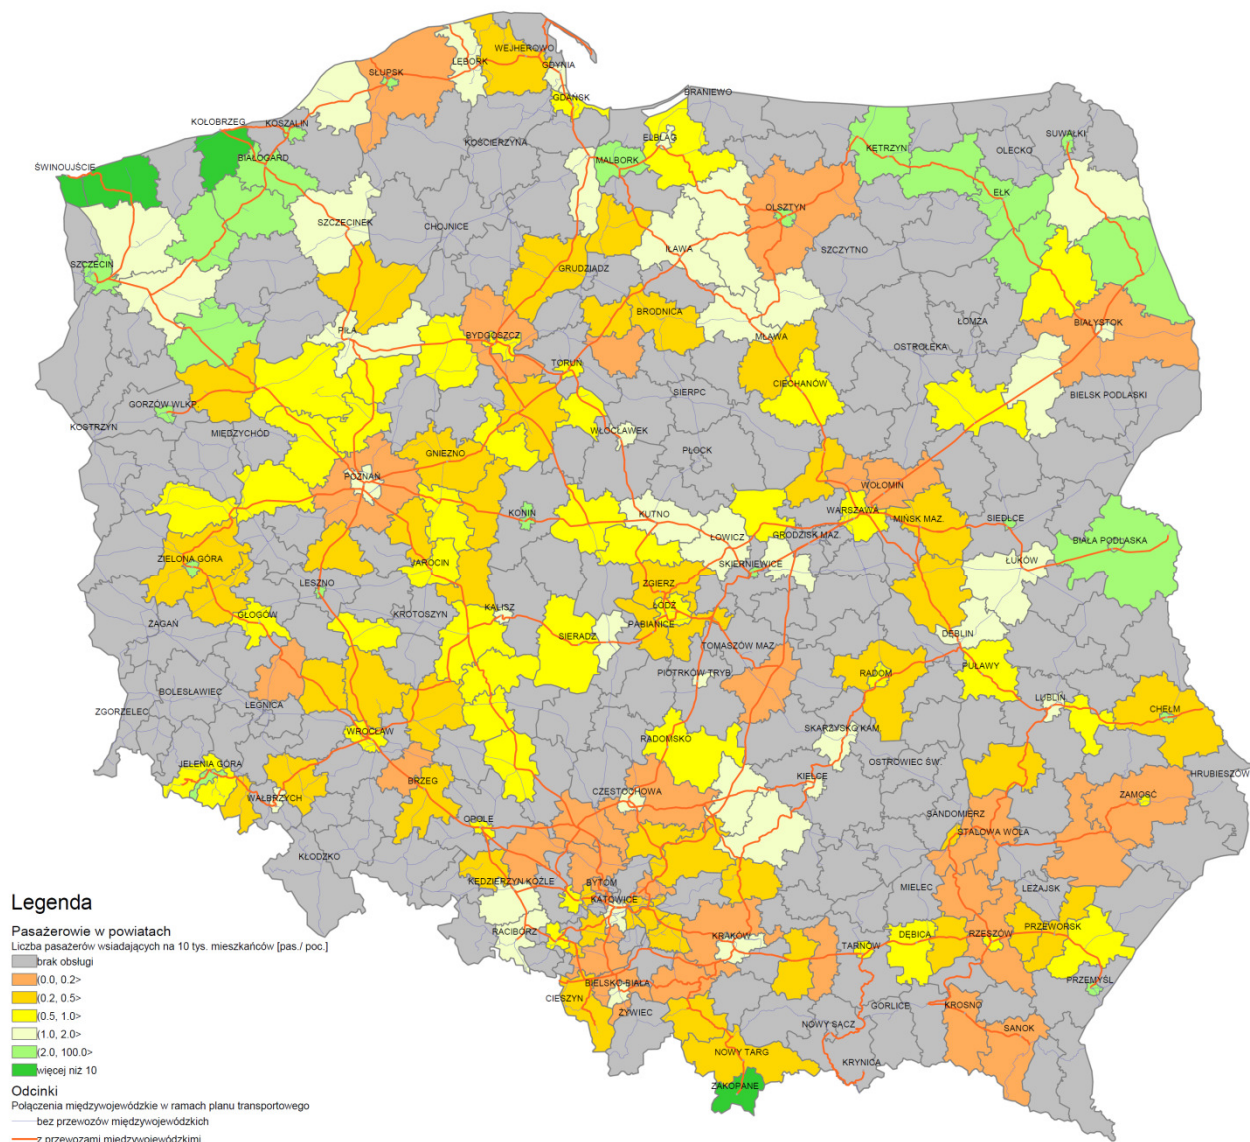 WEJHEROWO
LĘBORK
GDYNIA
SŁUPSK
GDAŃSK
BRANIEWO
KOŁOBRZEG
KOSZALIN
KOŚCIERZYNA
ELBLĄG
SUWAŁKI
KĘTRZYN
OLECKO
BIAŁOGARD
MALBORK
ŚWINOUJŚCIE
EŁK
OLSZTYN
SZCZECINEK
CHOJNICE
SZCZYTNO
IŁAWA
SZCZECIN
GRUDZIADZ
BRODNICA
ŁOMZA
BIAŁYSTOK
PIŁA
BYDGOSZCZ
MŁAWA
OSTROŁĘKA
TORUŃ
CIECHANÓW
SIERPC
BIELSK PODLASKI
GORZÓW WLKP
KOSTRZYN
MIĘDZYCHÓD
WŁOCŁAWEK
GNIEZNO
PŁOCK
POZNAŃ
WOŁOMIN
KONIN
KUTNO
WARSZAWA
MIŃSK MAZ.
SIEDLCE
ŁOWICZ
GRODZISK MAZ.
BIAŁA PODLASKA
ZIELONA GÓRA
JAROCIN
SKIERNIEWICE
ŁUKÓW
LESZNO
ZGIERZ
ŁÓDŹ
KALISZ
KROTOSZYN
GŁOGÓW
ŻAGAŃ
SIERADZ
PABIANICE
DĘBLIN
TOMASZÓW MAZ.
PIOTRKÓW TRYB
RADOM
PUŁAWY
BOLESŁAWIEC
LEGNICA
ZGORZELEC
LUBLIN
CHEŁM
WROCŁAW
RADOMSKO
SKARŻYSKO KAM.
OSTROWIEC ŚW.
JELENIA GÓRA
HRUBIESZÓW
KIELCE
BRZEG
WAŁBRZYCH
CZESTOCHOWA
ZAMOŚĆ
OPOLE
SANDOMIERZ
STALOWA WOLA
KŁODZKO
KĘDZIERZYN KOŹLE
BYTOM
KATOWICE
MIELEC
LEŻAJSK
Legenda
RACIBÓRZ
Pasażerowie w powiatach
KRAKÓW
TARNÓW
DĘBICA
RZESZÓW
PRZEWORSK
Liczba pasażerów wsiadających na 10 tys. mieszkańców [pas./ poc.]
brak obsługi
(0.0, 0.2>
BIELSKO-BIAŁA
PRZEMYŚL
CIESZYN
(0.2, 0.5>
ŻYWIEC
GORLICE
KROSNO
(0.5, 1.0>
NOWY SĄCZ
SANOK
(1.0, 2.0>
NOWY TARG
(2.0, 100.0>
KRYNICA
więcej niż 10
ZAKOPANE
Odcinki
Połączenia międzywojewódzkie w ramach planu transportowego
bez przewozów międzywojewódzkich
z przewozami międzywojewódzkimi